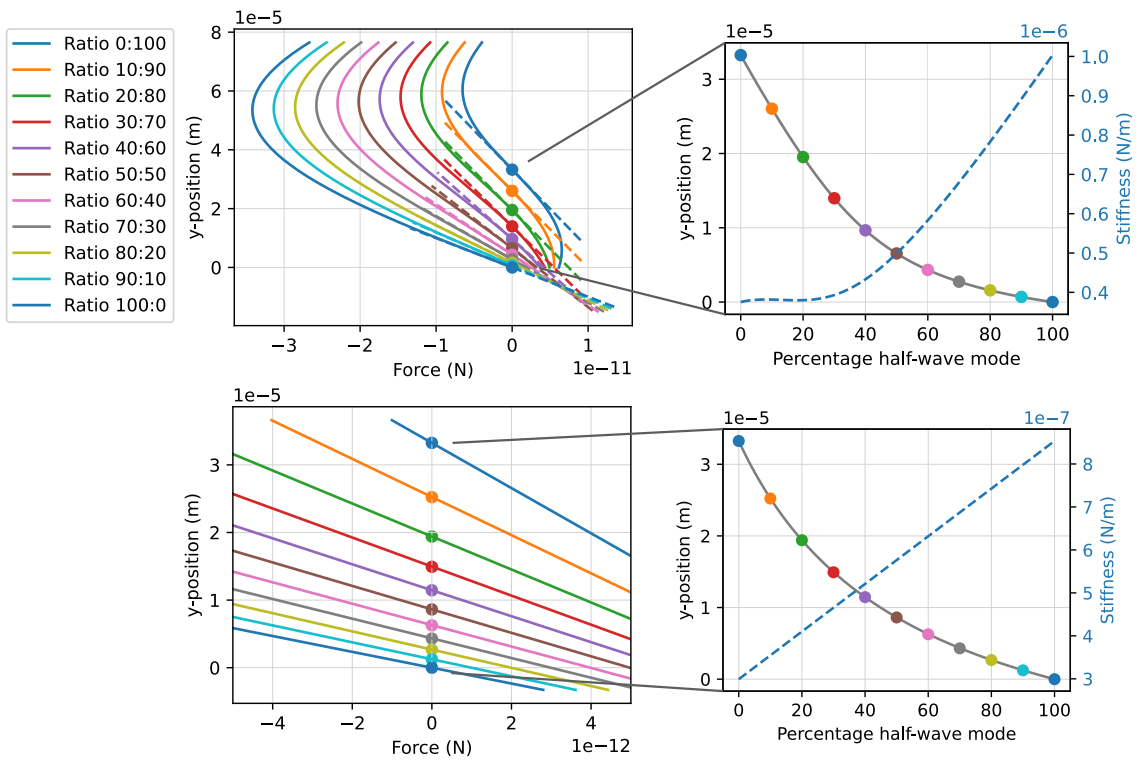 Ratio 0:100
Ratio 10:90
Ratio 20:80
Ratio 30:70
Ratio 40:60
Ratio 50:50
Ratio 60:40
Ratio 70:30
Ratio 80:20
Ratio 90:10
Ratio 100:0
1e−5
8
6
4
2
0
y-position (m)
−3 −2 −1 0 1
Force (N)
1e−11
1e−5
3
2
1
0
y-position (m)
0 20 40 60 80 100
Percentage half-wave mode
1e−6
1.0
0.9
0.8
0.7
0.6
0.5
0.4
Stiffness (N/m)
1e−5
3
2
1
0
y-position (m)
−4 −2 0 2 4
Force (N)
1e−12
1e−5
3
2
1
0
y-position (m)
0 20 40 60 80 100
Percentage half-wave mode
1e−7
8
7
6
5
4
3
Stiffness (N/m)